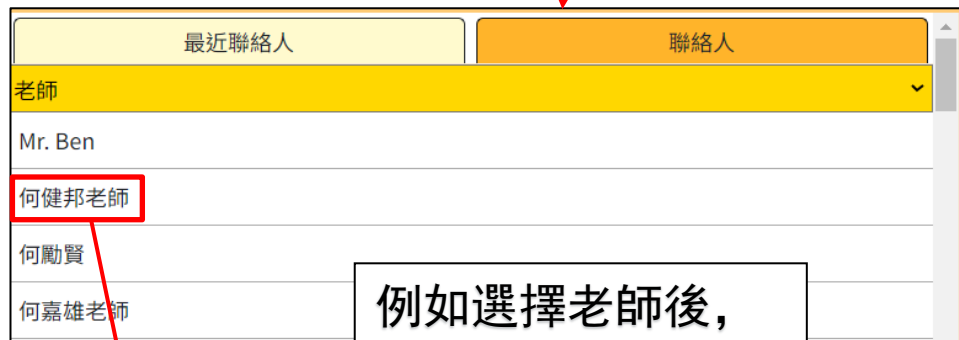 最近聯絡人
聯絡人
老師
Mr. Ben
何健邦老師
何勵賢
何嘉雄老師
例如選擇老師後，